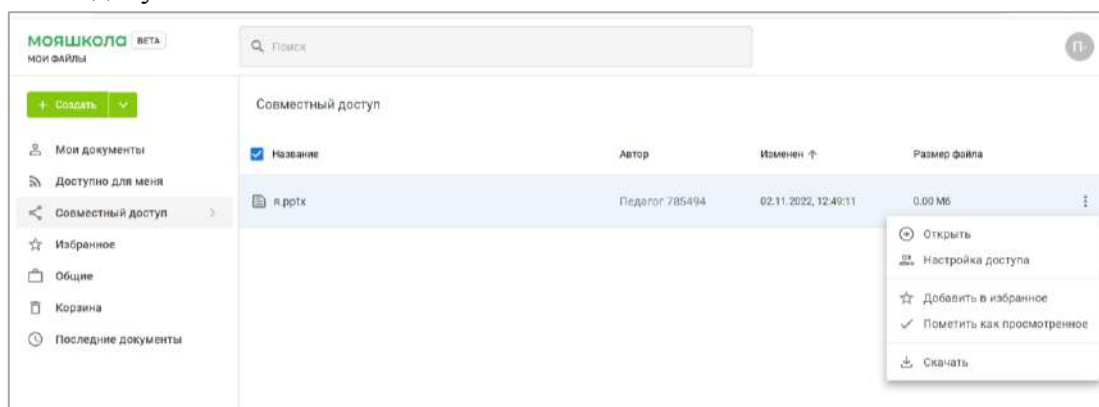 МОЯШКОЛА BETA
МОИ ФАЙЛЫ
Поиск
П
+ Создать
Мои документы
Доступно для меня
Совместный доступ
Избранное
Общие
Корзина
Последние документы
Совместный доступ
Название Автор Изменен ↑ Размер файла
я.pptx Педагог 785494 02.11.2022, 12:49:11 0.00 Мб
Открыть
Настройка доступа
Добавить в избранное
Пометить как просмотренное
Скачать